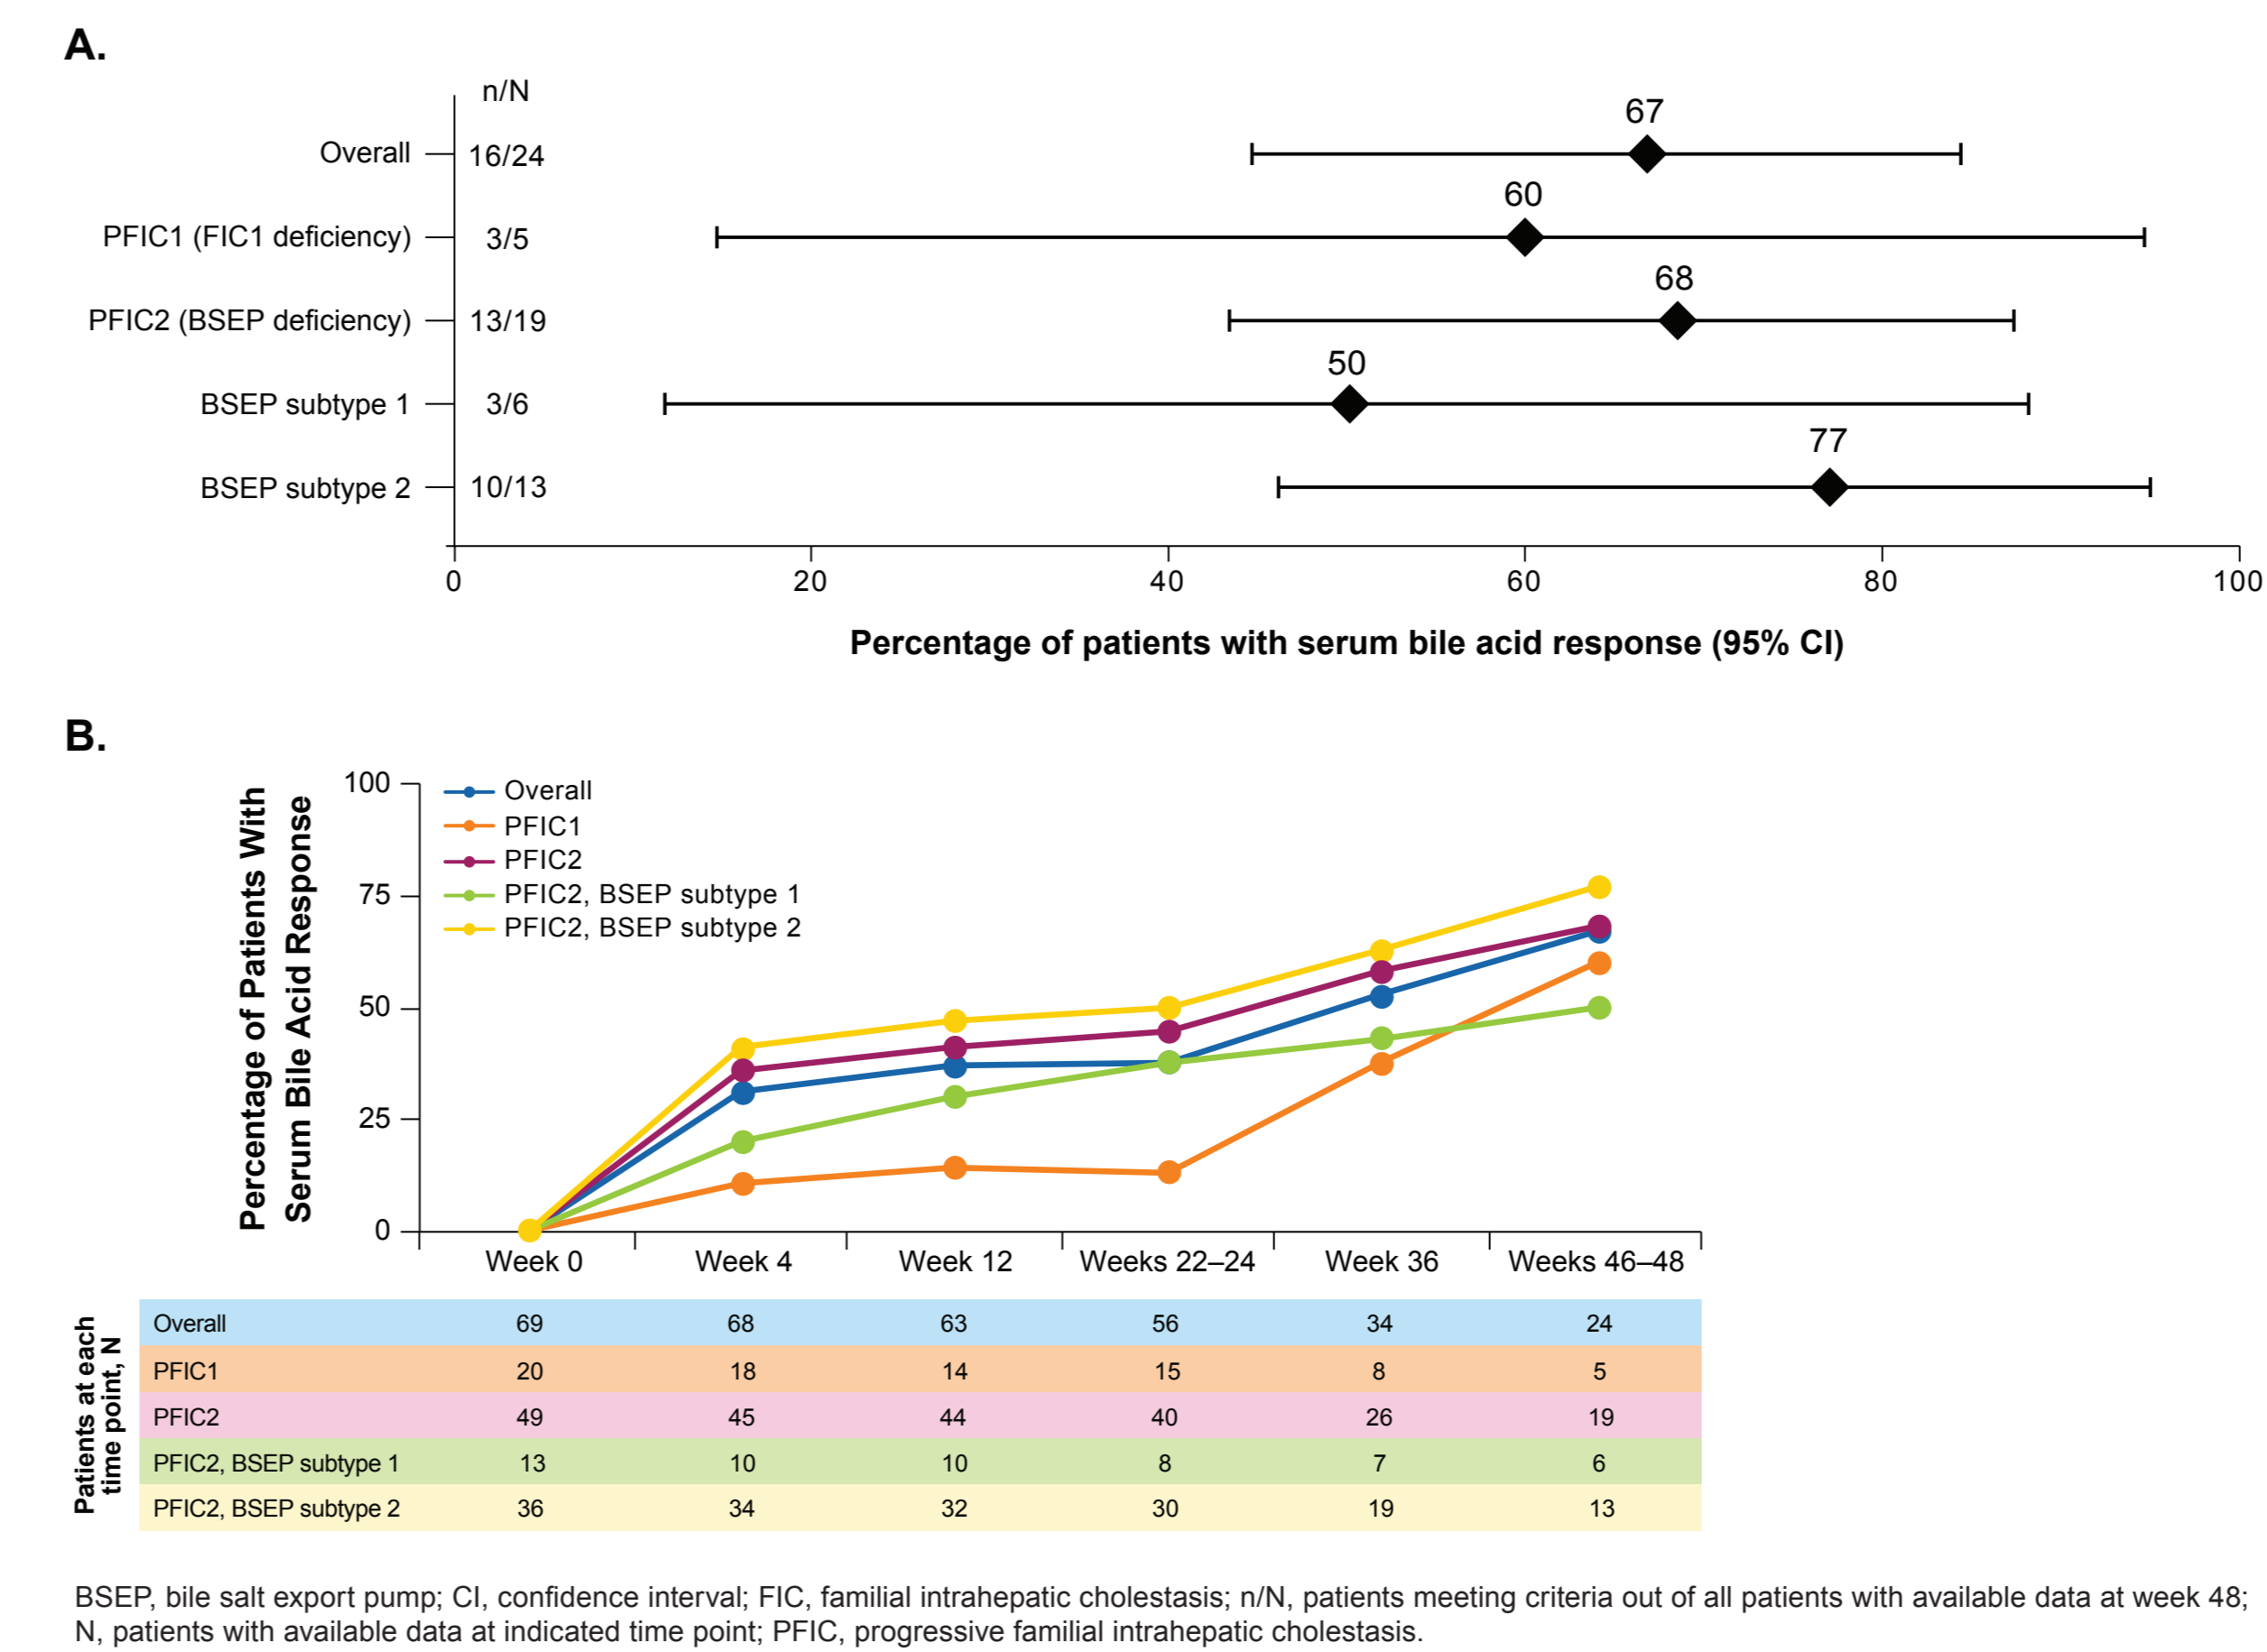 A.
n/N
67
Overall 16/24
60
PFIC1 (FIC1 deficiency) 3/5
68
PFIC2 (BSEP deficiency) 13/19
50
BSEP subtype 1 3/6
77
BSEP subtype 2 10/13
0 20 40 60 80 100
Percentage of patients with serum bile acid response (95% CI)
B.
Percentage of Patients With
Serum Bile Acid Response
100
75
50
25
0
Overall
PFIC1
PFIC2
PFIC2, BSEP subtype 1
PFIC2, BSEP subtype 2
Week 0 Week 4 Week 12 Weeks 22–24 Week 36 Weeks 46–48
Patients at each
time point, N
Overall 69 68 63 56 34 24
PFIC1 20 18 14 15 8 5
PFIC2 49 45 44 40 26 19
PFIC2, BSEP subtype 1 13 10 10 8 7 6
PFIC2, BSEP subtype 2 36 34 32 30 19 13
BSEP, bile salt export pump; CI, confidence interval; FIC, familial intrahepatic cholestasis; n/N, patients meeting criteria out of all patients with available data at week 48;
N, patients with available data at indicated time point; PFIC, progressive familial intrahepatic cholestasis.